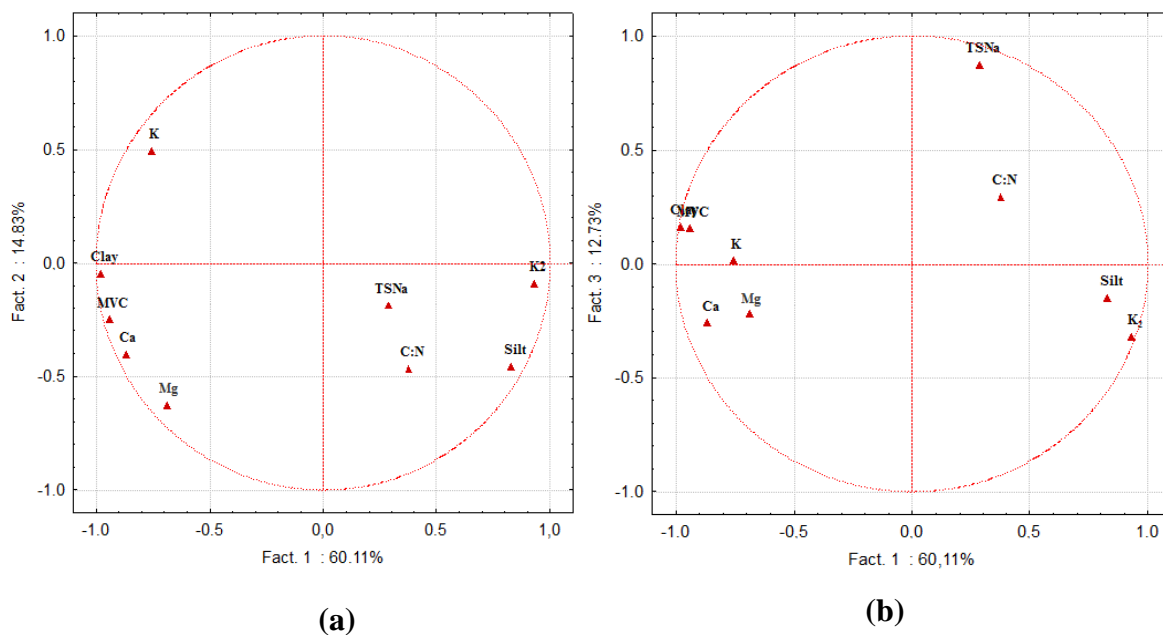 1.0
K
0.5
Fact. 2 : 14.83%
Clay
0.0
MVC
Ca
Mg
TSNa
K2
C:N
Silt
-0.5
-1.0
-1.0 -0.5 0,0 0.5 1,0
Fact. 1 : 60.11%
(a)
1.0
TSNa
0.5
C:N
Fact. 3 : 12.73%
MVC
K
0.0
Ca
Mg
Silt
K2
-0.5
-1.0
-1.0 -0.5 0.0 0.5 1.0
Fact. 1 : 60,11%
(b)